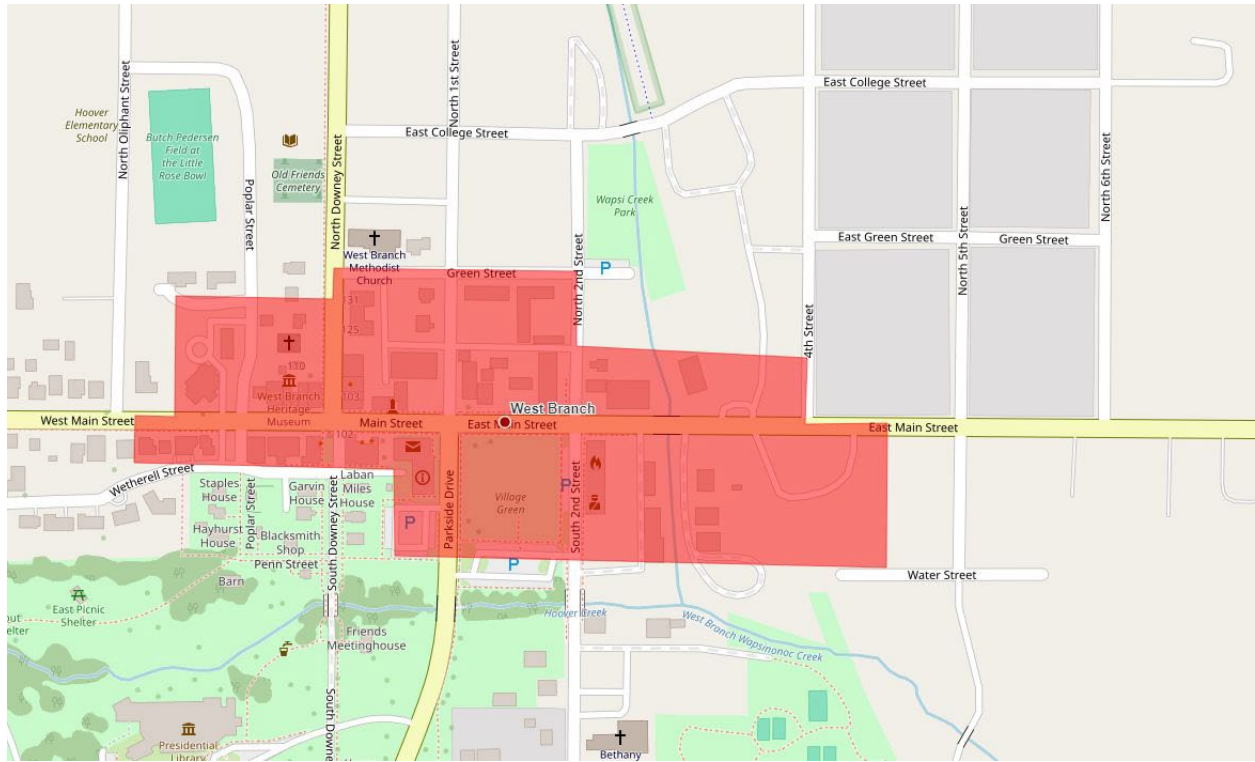 North Oliphant Street
Hoover
Elementary
School
Butch Pedersen
Field at
the Little
Rose Bowl
Poplar Street
Old Friends
Cemetery
North Downey Street
North 1st Street
East College Street
East College Street
Wapsi Creek
Park
North 2nd Street
P
East Green Street
Green Street
North 5th Street
North 6th Street
4th Street
West Branch
Methodist
Church
Green Street
131
125
110
103
102
West Branch
Heritage
Museum
West Main Street
Main Street
West Branch
East Main Street
East Main Street
Wetherell Street
Staples
House
Garvin
House
Laban
Miles
House
Hayhurst
House
Poplar Street
Blacksmith
Shop
Penn Street
South Downey Street
P
Parkside Drive
Village
Green
P
South 2nd Street
P
Water Street
Barn
East Picnic
Shelter
out
elter
Friends
Meetinghouse
Hoover Creek
West Branch Wapsinonoc Creek
South Downe
Presidential
Library
Bethany